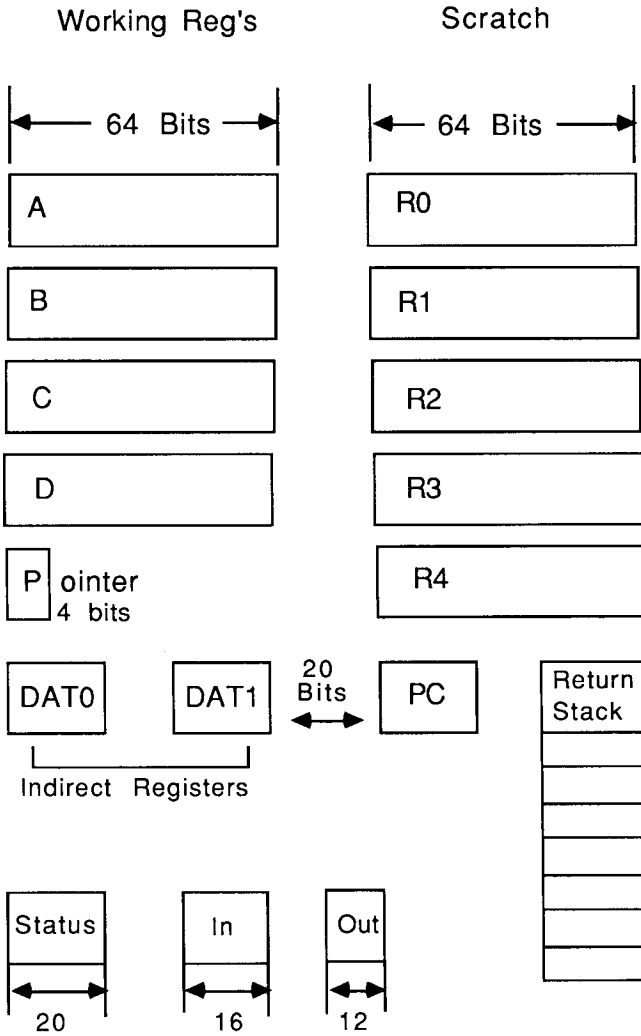 Working Reg's
Scratch
64 Bits
64 Bits
A
R0
B
R1
C
R2
D
R3
P ointer
4 bits
R4
DAT0
DAT1
20
Bits
PC
Return
Stack
Indirect Registers
Status
In
Out
20
16
12